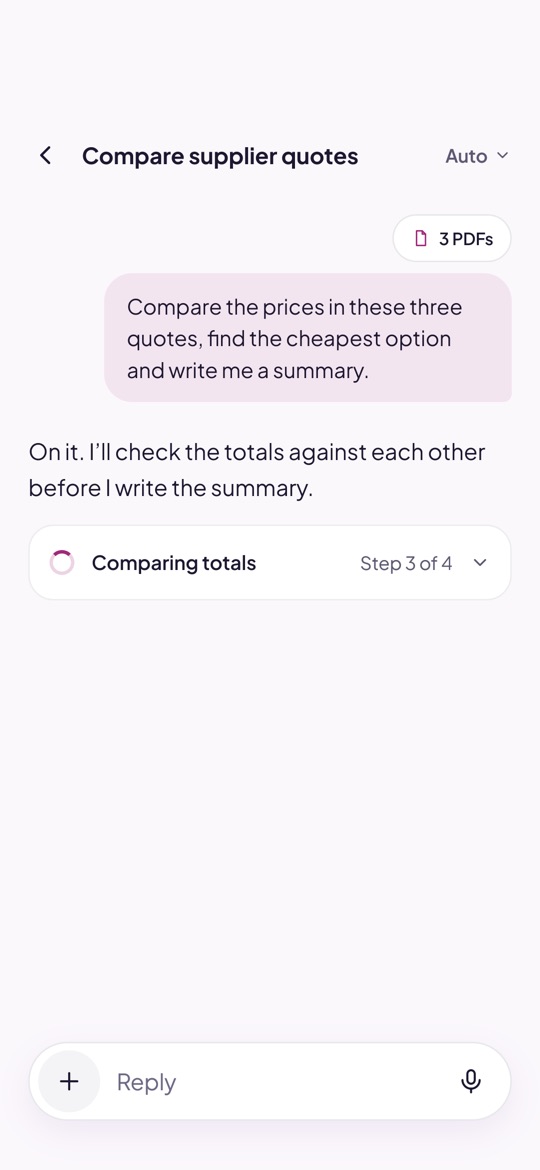 Compare supplier quotes
Auto
3 PDFs
Compare the prices in these three
quotes, find the cheapest option
and write me a summary.
On it. I’ll check the totals against each other
before I write the summary.
Comparing totals
Step 3 of 4
Reply